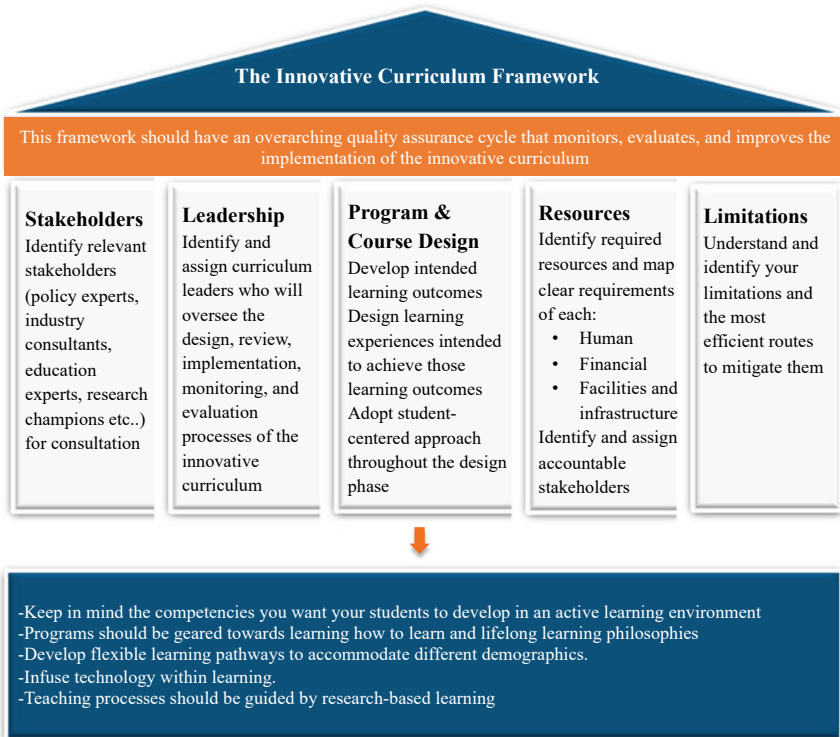 The Innovative Curriculum Framework
This framework should have an overarching quality assurance cycle that monitors, evaluates, and improves the
implementation of the innovative curriculum
Stakeholders
Identify relevant
stakeholders
(policy experts,
industry
consultants,
education
experts, research
champions etc..)
for consultation
Leadership
Identify and
assign curriculum
leaders who will
oversee the
design, review,
implementation,
monitoring, and
evaluation
processes of the
innovative
curriculum
Program &
Course Design
Develop intended
learning outcomes
Design learning
experiences intended
to achieve those
learning outcomes
Adopt student-
centered approach
throughout the design
phase
Resources
Identify required
resources and map
clear requirements
of each:
• Human
• Financial
• Facilities and
infrastructure
Identify and assign
accountable
stakeholders
Limitations
Understand and
identify your
limitations and
the most
efficient routes
to mitigate them
-Keep in mind the competencies you want your students to develop in an active learning environment
-Programs should be geared towards learning how to learn and lifelong learning philosophies
-Develop flexible learning pathways to accommodate different demographics.
-Infuse technology within learning.
-Teaching processes should be guided by research-based learning